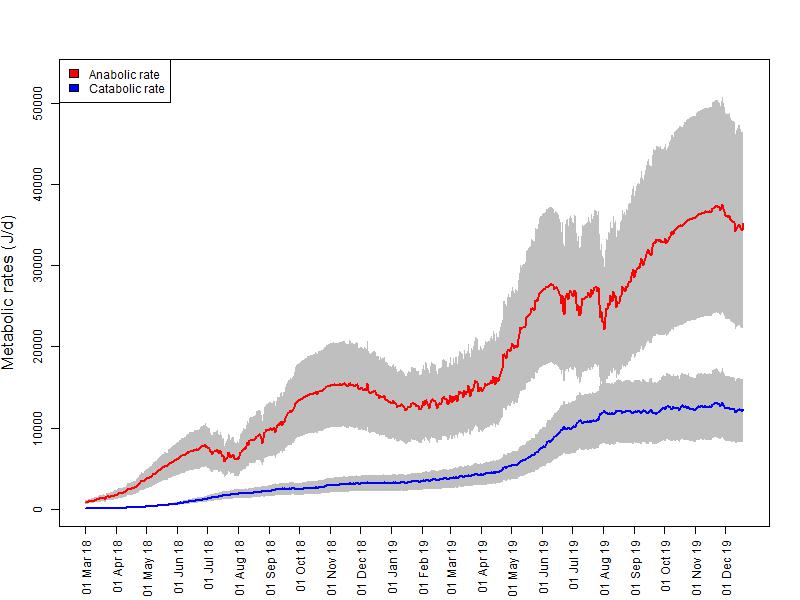 Anabolic rate
Catabolic rate
Metabolic rates (J/d)
50000
40000
30000
20000
10000
0
01 Mar 18
01 Apr 18
01 May 18
01 Jun 18
01 Jul 18
01 Aug 18
01 Sep 18
01 Oct 18
01 Nov 18
01 Dec 18
01 Jan 19
01 Feb 19
01 Mar 19
01 Apr 19
01 May 19
01 Jun 19
01 Jul 19
01 Aug 19
01 Sep 19
01 Oct 19
01 Nov 19
01 Dec 19